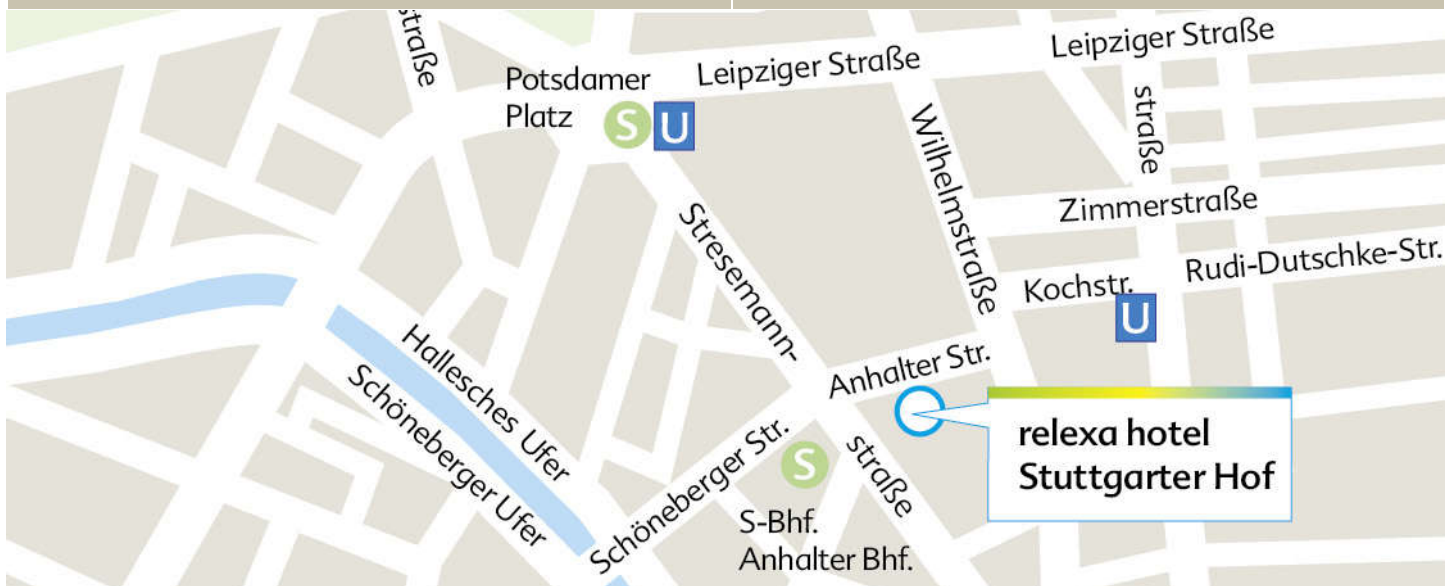 straße
Potsdamer
Platz
S
U
Leipziger Straße
Leipziger Straße
Wilhelmstraße
straße
Zimmerstraße
Kochstr.
Rudi-Dutschke-Str.
U
Stresemann-
straße
Anhalter Str.
Hallesches Ufer
Schöneberger Ufer
Schöneberger Str.
S
S-Bhf.
Anhalter Bhf.
relexa hotel
Stuttgarter Hof